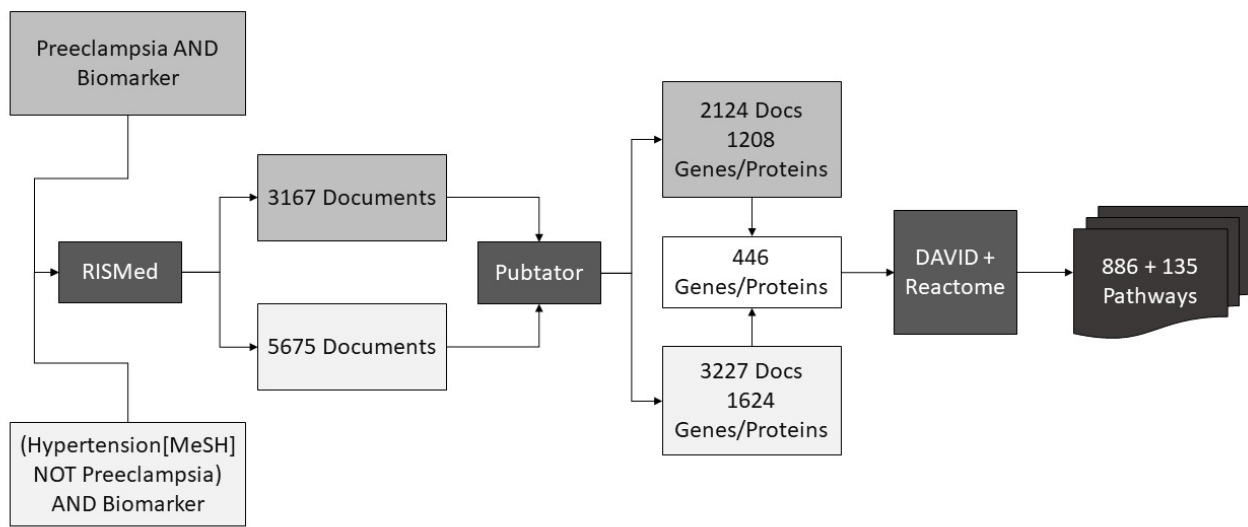 Preeclampsia AND
Biomarker
RISMed
(Hypertension[MeSH]
NOT Preeclampsia)
AND Biomarker
3167 Documents
5675 Documents
Pubtator
2124 Docs
1208
Genes/Proteins
446
Genes/Proteins
3227 Docs
1624
Genes/Proteins
DAVID +
Reactome
886 + 135
Pathways